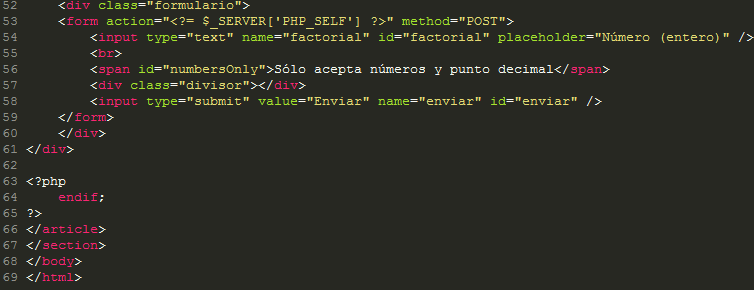 52     <div class="formulario">
53     <form action="<?= $_SERVER['PHP_SELF'] ?>" method="POST">
54         <input type="text" name="factorial" id="factorial" placeholder="Número (entero)" />
55         <br>
56         <span id="numbersOnly">Sólo acepta números y punto decimal</span>
57         <div class="divisor"></div>
58         <input type="submit" value="Enviar" name="enviar" id="enviar" />
59     </form>
60     </div>
61 </div>
62
63 <?php
64     endif;
65 ?>
66 </article>
67 </section>
68 </body>
69 </html>